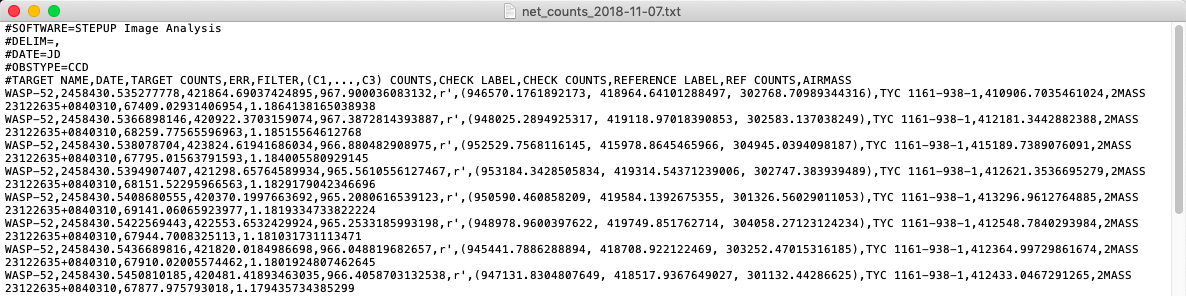 net_counts_2018-11-07.txt
#SOFTWARE=STEPUP Image Analysis
#DELIM=,
#DATE=JD
#OBSTYPE=CCD
#TARGET NAME,DATE,TARGET COUNTS,ERR,FILTER,(C1,...,C3) COUNTS,CHECK LABEL,CHECK COUNTS,REFERENCE LABEL,REF COUNTS,AIRMASS
WASP-52,2458430.535277778,421864.69037424895,967.900036083132,r',(946570.1761892173, 418964.64101288497, 302768.70989344316),TYC 1161-938-1,410906.7035461024,2MASS
23122635+0840310,67409.02931406954,1.1864138165038938
WASP-52,2458430.5366898146,420922.3703159074,967.3872814393887,r',(948025.2894925317, 419118.97018390853, 302583.137038249),TYC 1161-938-1,412181.3442882388,2MASS
23122635+0840310,68259.77565596963,1.18515564612768
WASP-52,2458430.538078704,423824.61941686034,966.880482908975,r',(952529.7568116145, 415978.8645465966, 304945.0394098187),TYC 1161-938-1,415189.7389076091,2MASS
23122635+0840310,67795.01563791593,1.184005580929145
WASP-52,2458430.5394907407,421298.65764589934,965.5610556127467,r',(953184.3428505834, 419314.54371239006, 302747.383939489),TYC 1161-938-1,412621.3536695279,2MASS
23122635+0840310,68151.52295966563,1.1829179042346696
WASP-52,2458430.5408680555,420370.1997663692,965.2080616539123,r',(950590.460858209, 419584.1392675355, 301326.56029011053),TYC 1161-938-1,413296.9612764885,2MASS
23122635+0840310,69141.06065923977,1.1819334733822224
WASP-52,2458430.5422569443,422553.6532429924,965.2533185993198,r',(948978.9600397622, 419749.851762714, 304058.27123124234),TYC 1161-938-1,412548.7840293984,2MASS
23122635+0840310,67944.7008325113,1.181031731113471
WASP-52,2458430.5436689816,421820.0184986698,966.048819682657,r',(945441.7886288894, 418708.922122469, 303252.47015316185),TYC 1161-938-1,412364.99729861674,2MASS
23122635+0840310,67910.02005574462,1.1801924807462645
WASP-52,2458430.5450810185,420481.41893463035,966.4058703132538,r',(947131.8304807649, 418517.9367649027, 301132.44286625),TYC 1161-938-1,412433.0467291265,2MASS
23122635+0840310,67877.975793018,1.179435734385299